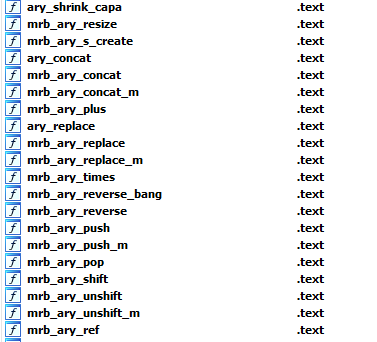 ary_shrink_capa .text
mrb_ary_resize .text
mrb_ary_s_create .text
ary_concat .text
mrb_ary_concat .text
mrb_ary_concat_m .text
mrb_ary_plus .text
ary_replace .text
mrb_ary_replace .text
mrb_ary_replace_m .text
mrb_ary_times .text
mrb_ary_reverse_bang .text
mrb_ary_reverse .text
mrb_ary_push .text
mrb_ary_push_m .text
mrb_ary_pop .text
mrb_ary_shift .text
mrb_ary_unshift .text
mrb_ary_unshift_m .text
mrb_ary_ref .text